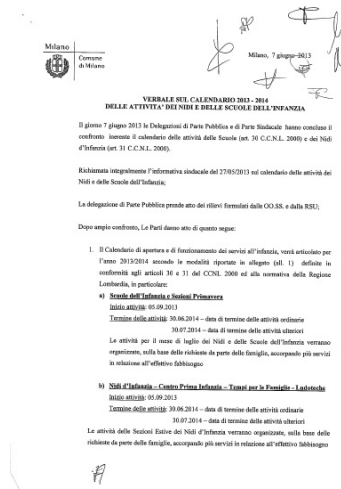 Milano
Comune
di Milano
Milano, 7 giugno 2013
VERBALE SUL CALENDARIO 2013 - 2014
DELLE ATTIVITA' DEI NIDI E DELLE SCUOLE DELL'INFANZIA
Il giorno 7 giugno 2013 le Delegazioni di Parte Pubblica e di Parte Sindacale hanno concluso il
confronto inerente il calendario delle attività delle Scuole (art. 30 C.C.N.L. 2000) e dei Nidi
d'Infanzia (art. 31 C.C.N.L. 2000).
Richiamata integralmente l'informativa sindacale del 27/05/2013 sul calendario delle attività dei
Nidi e delle Scuole dell'Infanzia;
La delegazione di Parte Pubblica prende atto dei rilievi formulati dalle OO.SS. e dalla RSU;
Dopo ampio confronto, Le Parti danno atto di quanto segue:
1. Il Calendario di apertura e di funzionamento dei servizi all'infanzia, verrà articolato per
l'anno 2013/2014 secondo le modalità riportate in allegato (all. 1) definite in
conformità agli articoli 30 e 31 del CCNL 2000 ed alla normativa della Regione
Lombardia, in particolare:
a) Scuole dell'Infanzia e Sezioni Primavera
Inizio attività: 05.09.2013
Termine delle attività: 30.06.2014 – data di termine delle attività ordinarie
30.07.2014 – data di termine delle attività ulteriori
Le attività per il mese di luglio dei Nidi e delle Scuole dell'Infanzia verranno
organizzate, sulla base delle richieste da parte delle famiglie, accorpando più servizi
in relazione all'effettivo fabbisogno
b) Nidi d'Infanzia – Centro Prima Infanzia – Tempi per le Famiglie - Ludoteche
Inizio attività: 05.09.2013
Termine delle attività: 30.06.2014 – data di termine delle attività ordinarie
30.07.2014 – data di termine delle attività ulteriori
Le attività delle Sezioni Estive dei Nidi d'Infanzia verranno organizzate, sulla base delle
richieste da parte delle famiglie, accorpando più servizi in relazione all'effettivo fabbisogno